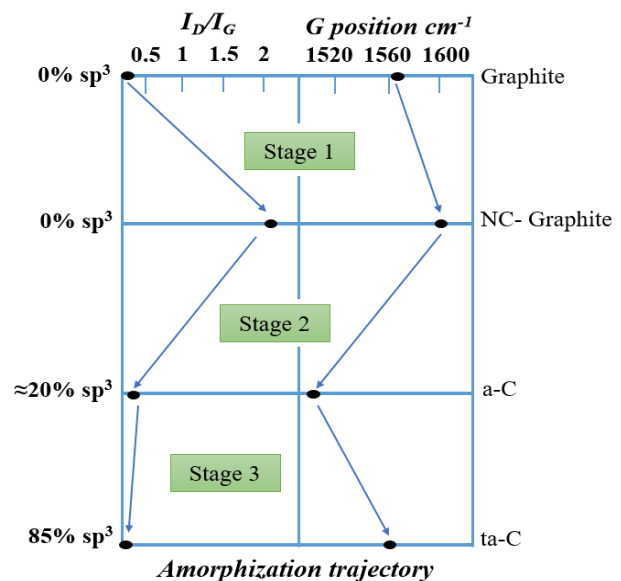 I_D/I_G G position cm⁻¹
0.5 1 1.5 2 1520 1560 1600
0% sp³ Graphite
Stage 1
0% sp³ NC- Graphite
Stage 2
≈20% sp³ a-C
Stage 3
85% sp³ ta-C
Amorphization trajectory